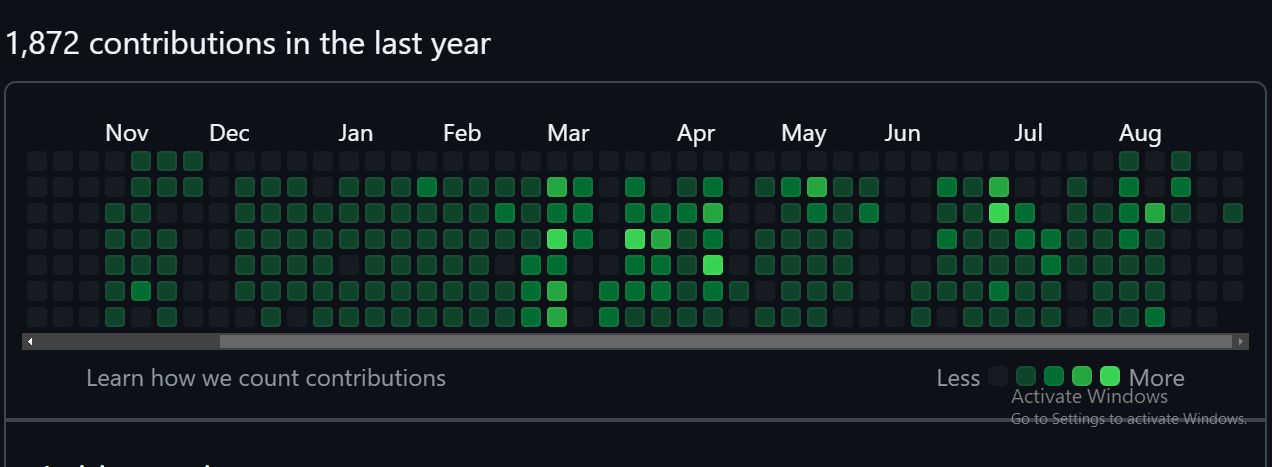 1,872 contributions in the last year
Nov Dec Jan Feb Mar Apr May Jun Jul Aug
Learn how we count contributions
Less More
Activate Windows
Go to Settings to activate Windows.